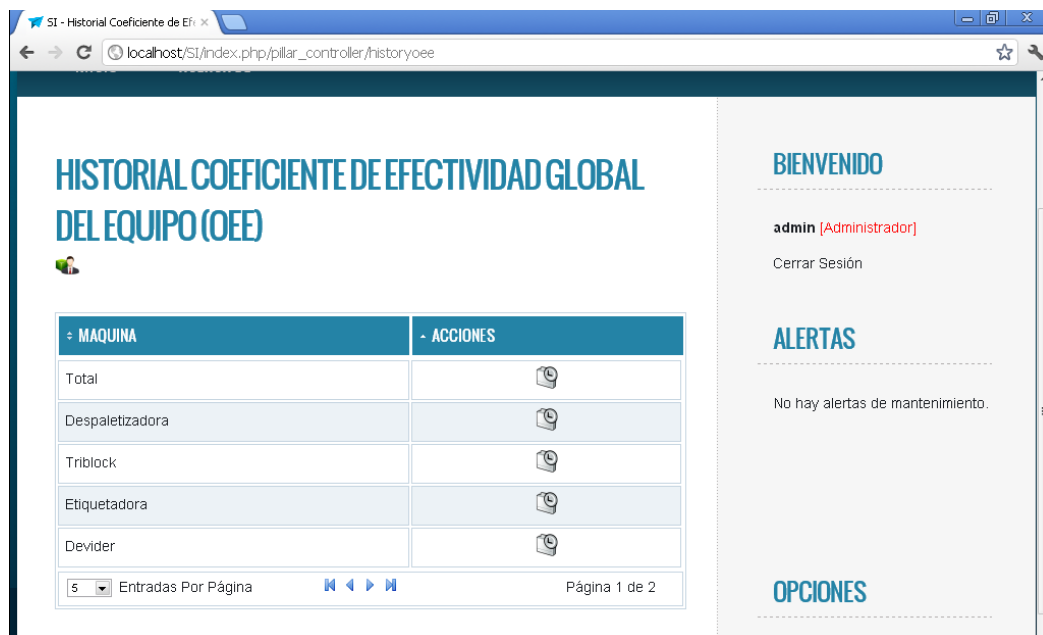 SI - Historial Coeficiente de Efe
localhost/SI/index.php/pillar_controller/historyoee
HISTORIAL COEFICIENTE DE EFECTIVIDAD GLOBAL
DEL EQUIPO (OEE)
MAQUINA
ACCIONES
Total
Despaletizadora
Triblock
Etiquetadora
Devider
5 Entradas Por Página
Página 1 de 2
BIENVENIDO
admin [Administrador]
Cerrar Sesión
ALERTAS
No hay alertas de mantenimiento.
OPCIONES